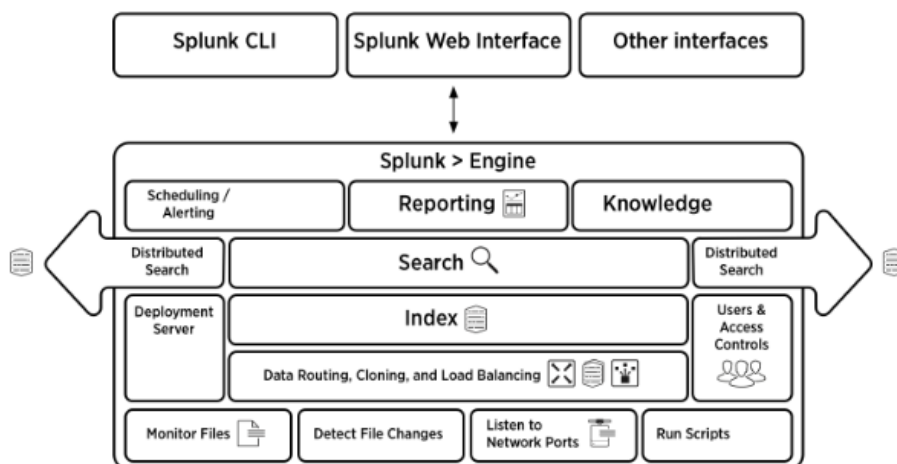 Splunk CLI
Splunk Web Interface
Other interfaces
Splunk > Engine
Scheduling /
Alerting
Reporting
Knowledge
Distributed
Search
Search
Distributed
Search
Deployment
Server
Index
Users &
Access
Controls
Data Routing, Cloning, and Load Balancing
Monitor Files
Detect File Changes
Listen to
Network Ports
Run Scripts